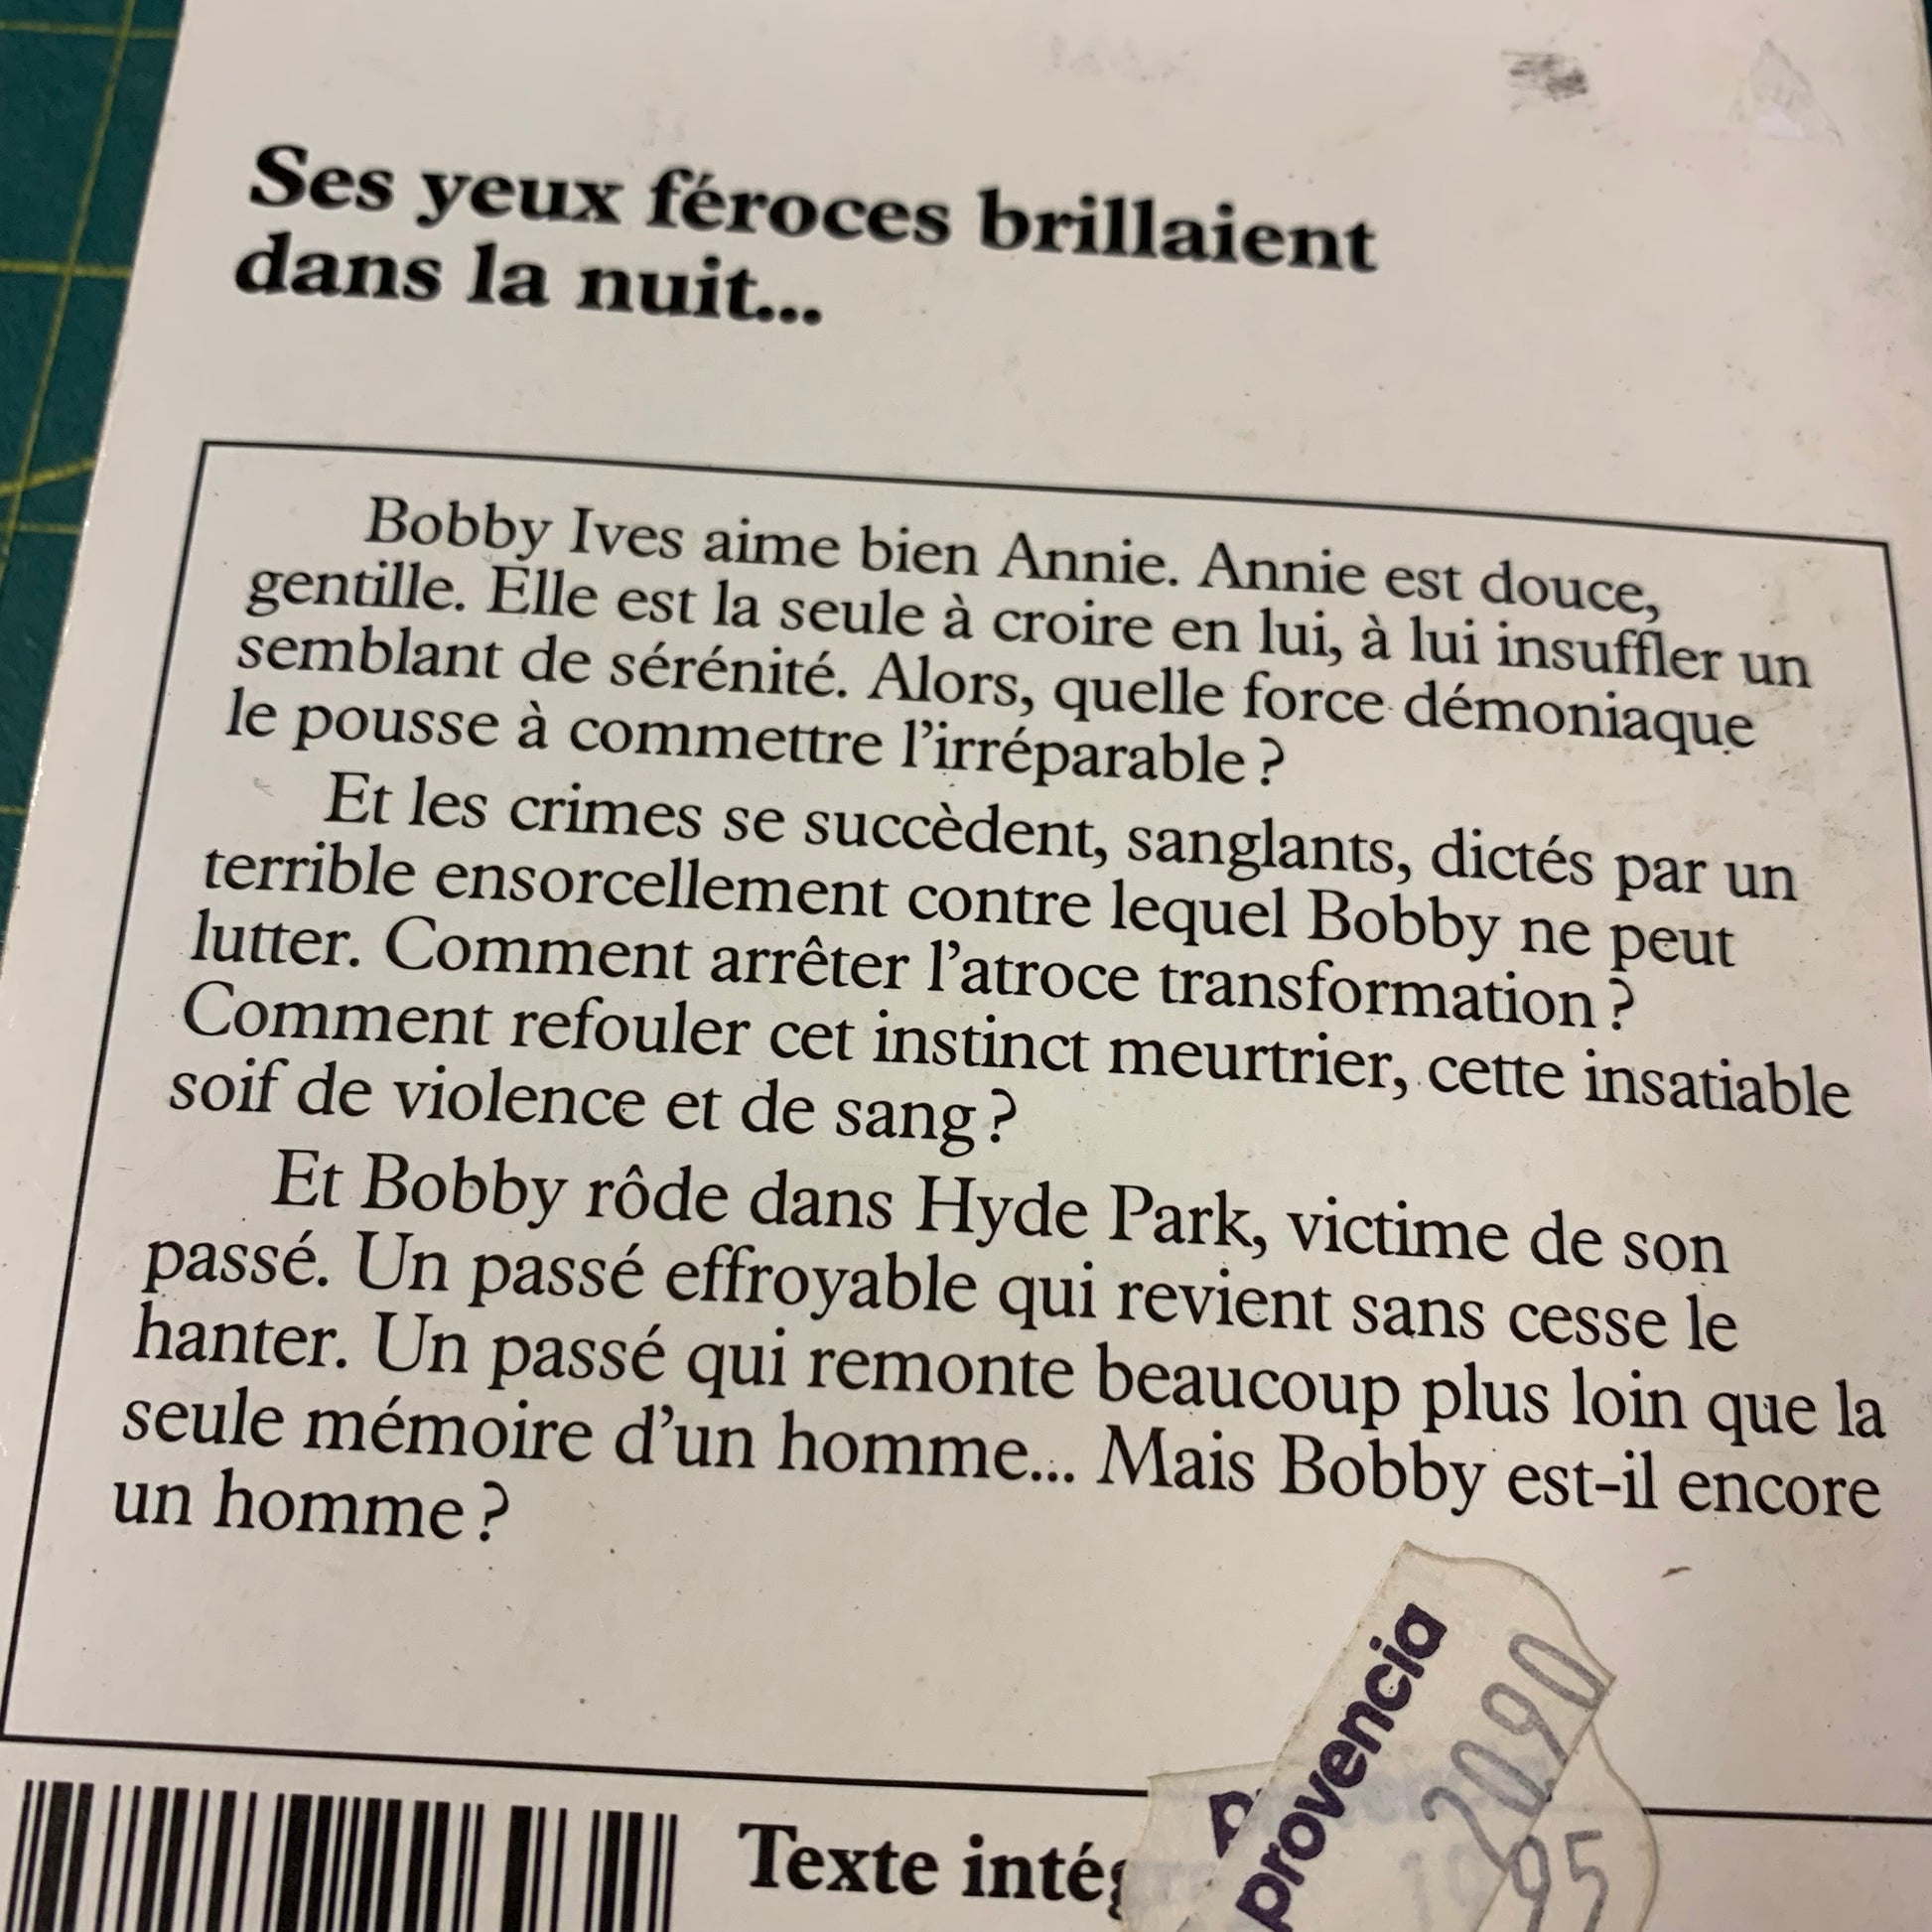 Ses yeux féroces brillaient
dans la nuit...
Bobby Ives aime bien Annie. Annie est douce,
gentille. Elle est la seule à croire en lui, à lui insuffler un
semblant de sérénité. Alors, quelle force démoniaque
le pousse à commettre l'irréparable ?
Et les crimes se succèdent, sanglants, dictés par un
terrible ensorcellement contre lequel Bobby ne peut
lutter. Comment arrêter l'atroce transformation ?
Comment refouler cet instinct meurtrier, cette insatiable
soif de violence et de sang ?
Et Bobby rôde dans Hyde Park, victime de son
passé. Un passé effroyable qui revient sans cesse le
hanter. Un passé qui remonte beaucoup plus loin que la
seule mémoire d'un homme... Mais Bobby est-il encore
un homme ?
provencia
20.90
95
Texte